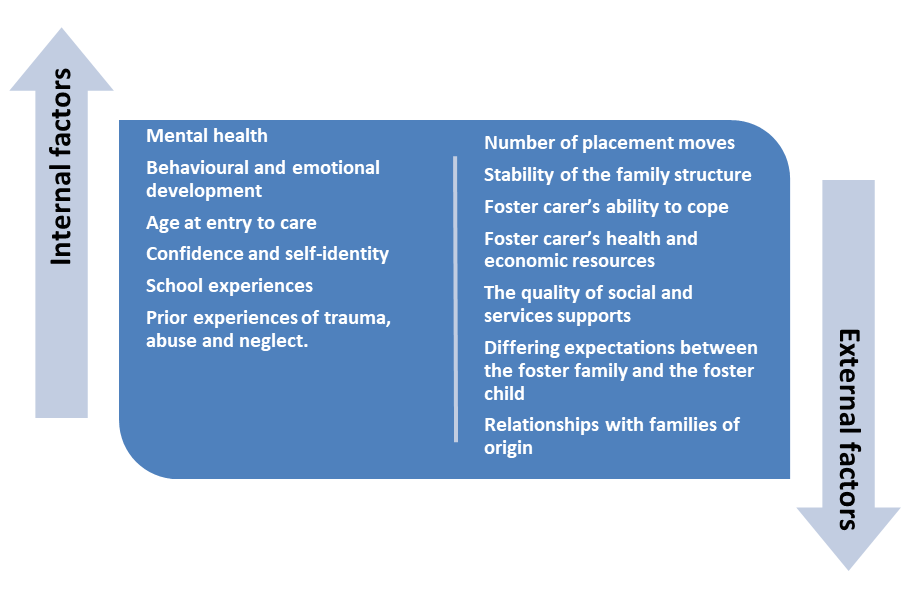 Internal factors
Mental health
Behavioural and emotional
development
Age at entry to care
Confidence and self-identity
School experiences
Prior experiences of trauma,
abuse and neglect.
Number of placement moves
Stability of the family structure
Foster carer's ability to cope
Foster carer's health and
economic resources
The quality of social and
services supports
Differing expectations between
the foster family and the foster
child
Relationships with families of
origin
External factors